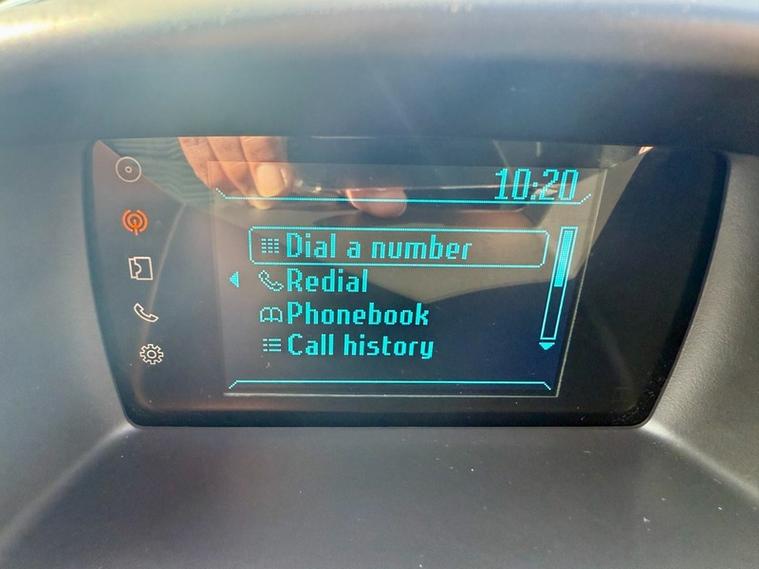 10:20
Dial a number
Redial
Phonebook
Call history